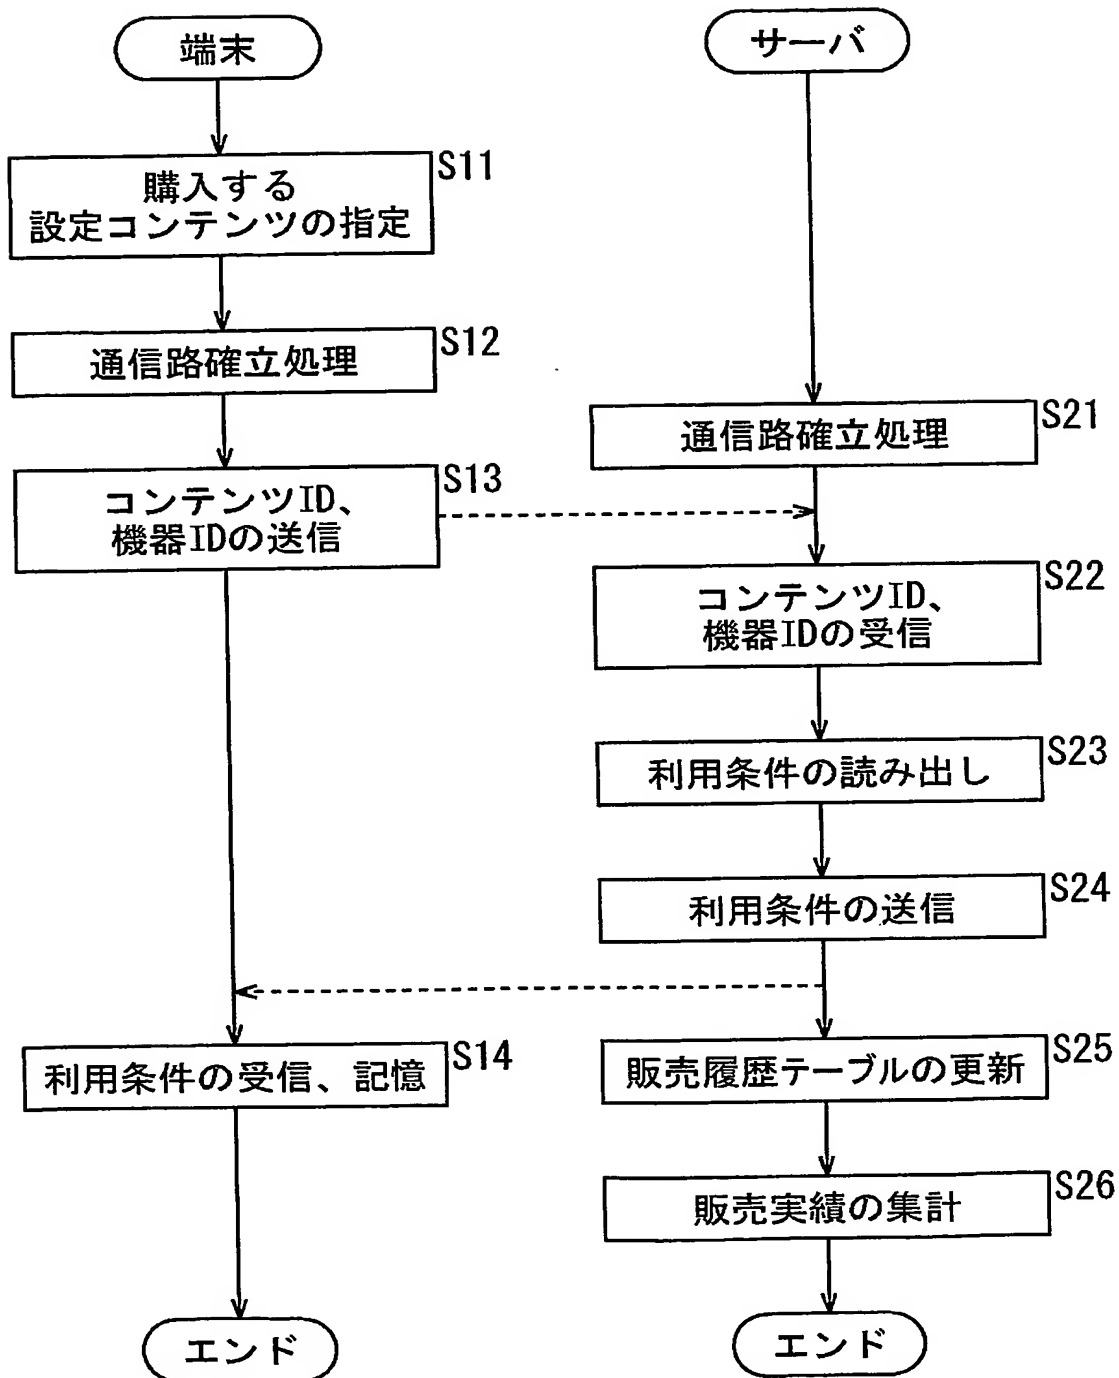 端末
S11
購入する
設定コンテンツの指定
S12
通信路確立処理
S13
コンテンツID、
機器IDの送信
S14
利用条件の受信、記憶
エンド
サーバ
S21
通信路確立処理
S22
コンテンツID、
機器IDの受信
S23
利用条件の読み出し
S24
利用条件の送信
S25
販売履歴テーブルの更新
S26
販売実績の集計
エンド